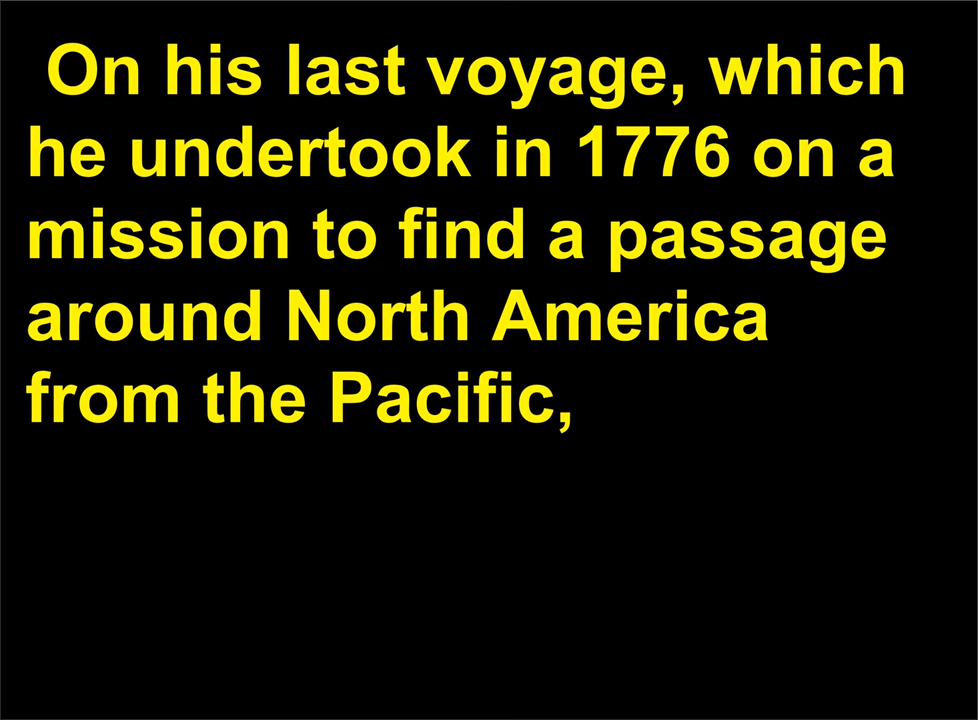 On his last voyage, which
he undertook in 1776 on a
mission to find a passage
around North America
from the Pacific,